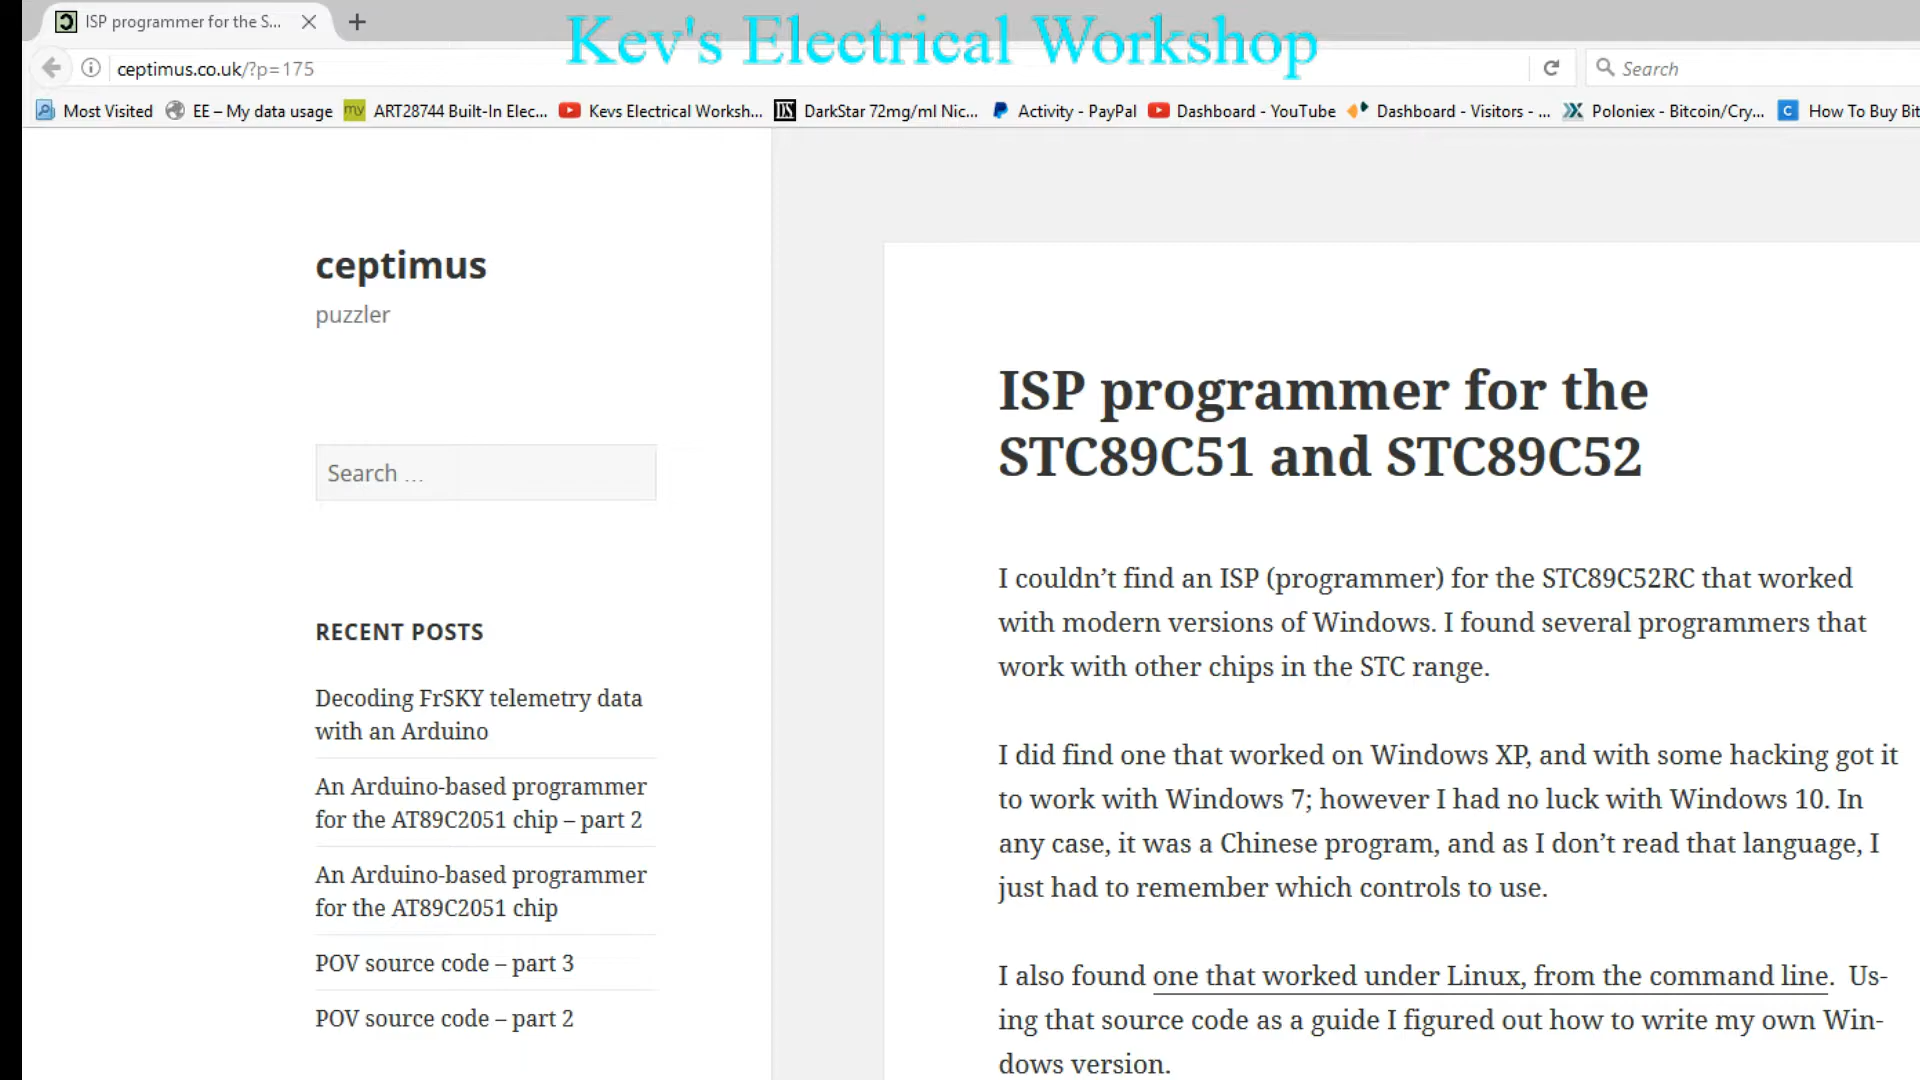 ISP programmer for the S...
Kev's Electrical Workshop
ceptimus.co.uk/?p=175
Search
Most Visited
EE – My data usage
ART28744 Built-In Elec...
Kevs Electrical Worksh...
DarkStar 72mg/ml Nic...
Activity - PayPal
Dashboard - YouTube
Dashboard - Visitors - ...
Poloniex - Bitcoin/Cry...
How To Buy Bit
ceptimus
puzzler
Search ...
RECENT POSTS
Decoding FrSKY telemetry data
with an Arduino
An Arduino-based programmer
for the AT89C2051 chip – part 2
An Arduino-based programmer
for the AT89C2051 chip
POV source code – part 3
POV source code – part 2
ISP programmer for the
STC89C51 and STC89C52
I couldn’t find an ISP (programmer) for the STC89C52RC that worked
with modern versions of Windows. I found several programmers that
work with other chips in the STC range.
I did find one that worked on Windows XP, and with some hacking got it
to work with Windows 7; however I had no luck with Windows 10. In
any case, it was a Chinese program, and as I don’t read that language, I
just had to remember which controls to use.
I also found one that worked under Linux, from the command line.  Us-
ing that source code as a guide I figured out how to write my own Win-
dows version.